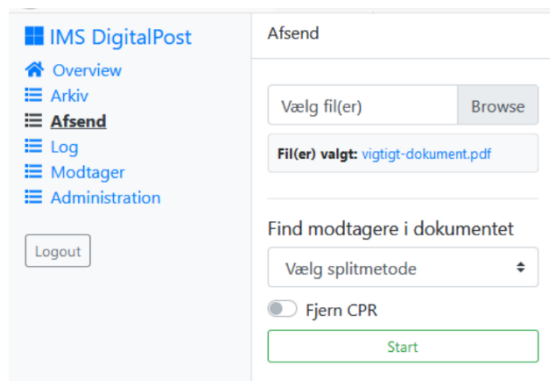 IMS DigitalPost
Overview
Arkiv
Afsend
Log
Modtager
Administration
Logout
Afsend
Vælg fil(er)
Browse
Fil(er) valgt: vigtigt-dokument.pdf
Find modtagere i dokumentet
Vælg splitmetode
Fjern CPR
Start